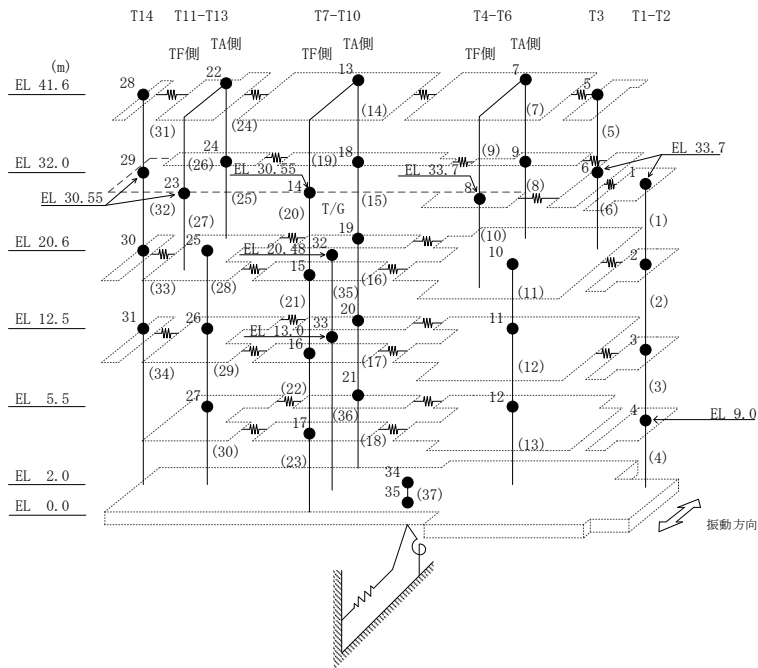 T14 T11-T13 T7-T10 T4-T6 T3 T1-T2
TF側 TA側 TF側 TA側 TF側 TA側
(m)
EL 41.6 28 22 13 7 5
(31) (24) (14) (7) (5)
EL 32.0 29 24 (26) (19) 18 (9) 9 6 EL 33.7
EL 30.55 EL 33.7
EL 30.55 23 14 8 1
(32) (25) (15) (8) (6)
(27) (20) T/G (10) (1)
EL 20.6 30 25 32 19 10 2
EL 20.48
(33) (28) 15 (16) (11) (2)
(21) (35)
EL 12.5 31 26 33 20 11 3
EL 13.0
(34) (29) 16 (17) (12) (3)
EL 5.5 27 (22) 21 12 4 EL 9.0
(30) 17 (36) (18) (13) (4)
(23)
EL 2.0 34
EL 0.0 35 (37)
振動方向